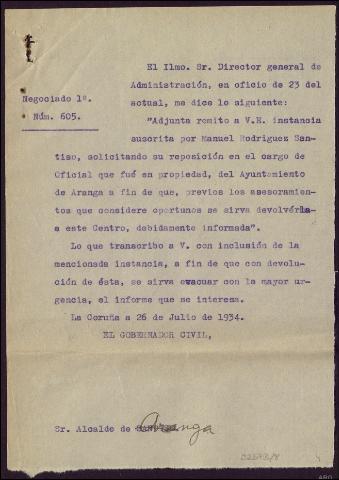 El Ilmo. Sr. Director general de
Administración, en oficio de 23 del
actual, me dice lo siguiente:
Negociado 1º.
Núm. 605.
"Adjunta remito a V.E. instancia
suscrita por Manuel Rodriguez San-
tiso, solicitando su reposición en el cargo de
Oficial que fué en propiedad, del Ayuntamiento
de Aranga a fin de que, previos los asesoramien-
tos que considere oportunos se sirva devolvérla-
a este Centro, debidamente informada".
Lo que transcribo a V. con inclusión de la
mencionada instancia, a fin de que con devolu-
ción de ésta, se sirva evacuar con la mayor ur-
gencia, el informe que se interesa.
La Coruña a 26 de Julio de 1934.
EL GOBERNADOR CIVIL,
Sr. Alcalde de Aranga